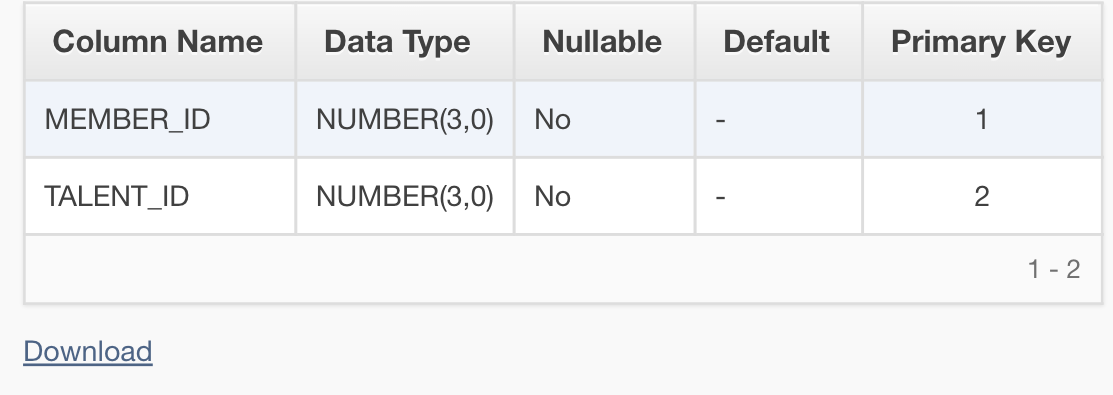 Column Name Data Type Nullable Default Primary Key
MEMBER_ID NUMBER(3,0) No - 1
TALENT_ID NUMBER(3,0) No - 2
1 - 2
Download